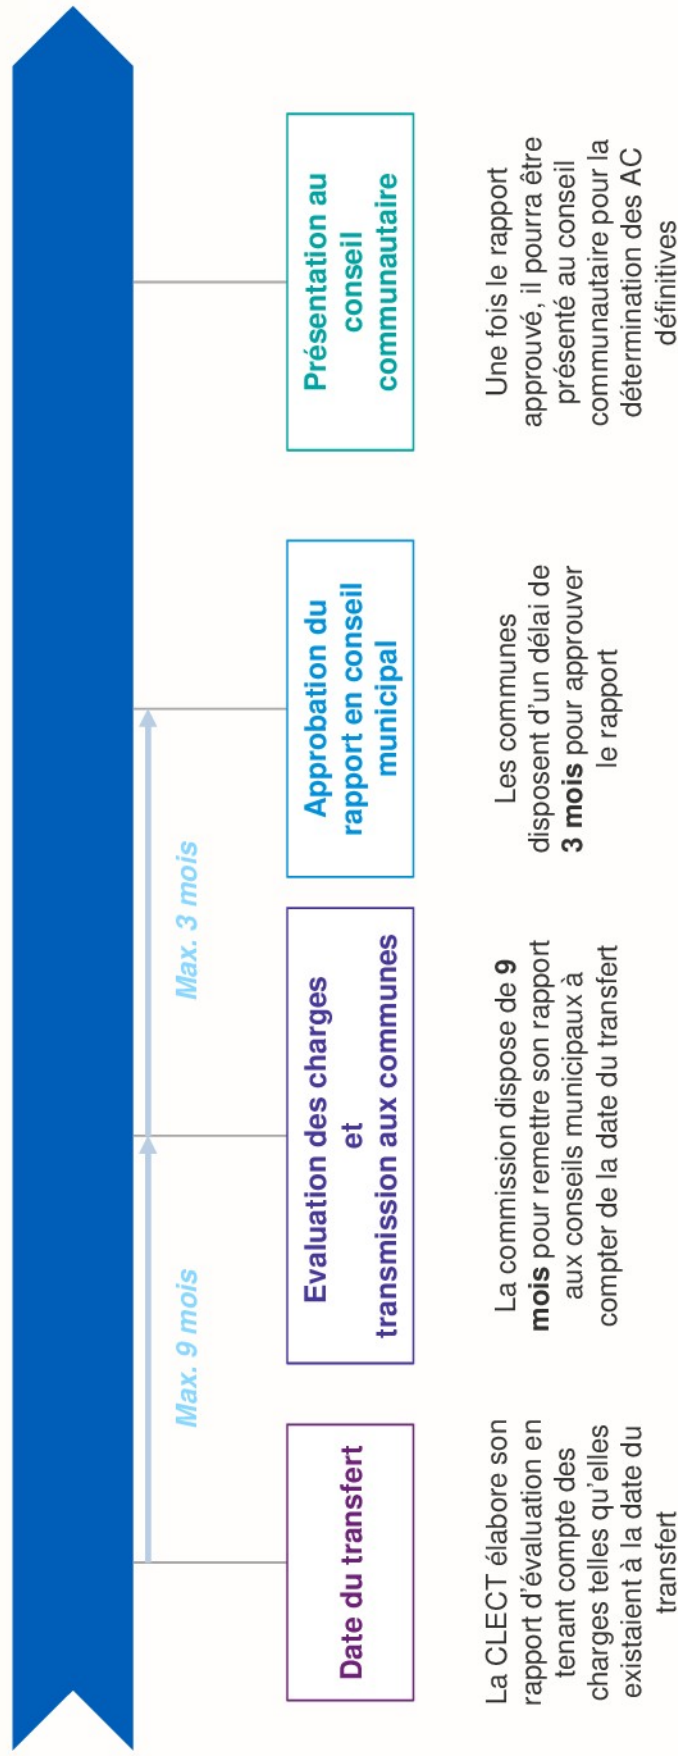 Max. 9 mois
Max. 3 mois
Date du transfert
Evaluation des charges
et
transmission aux communes
Approbation du
rapport en conseil
municipal
Présentation au
conseil
communautaire
La CLECT élabore son
rapport d'évaluation en
tenant compte des
charges telles qu'elles
existaient à la date du
transfert
La commission dispose de 9
mois pour remettre son rapport
aux conseils municipaux à
compter de la date du transfert
Les communes
disposent d'un délai de
3 mois pour approuver
le rapport
Une fois le rapport
approuvé, il pourra être
présenté au conseil
communautaire pour la
détermination des AC
définitives